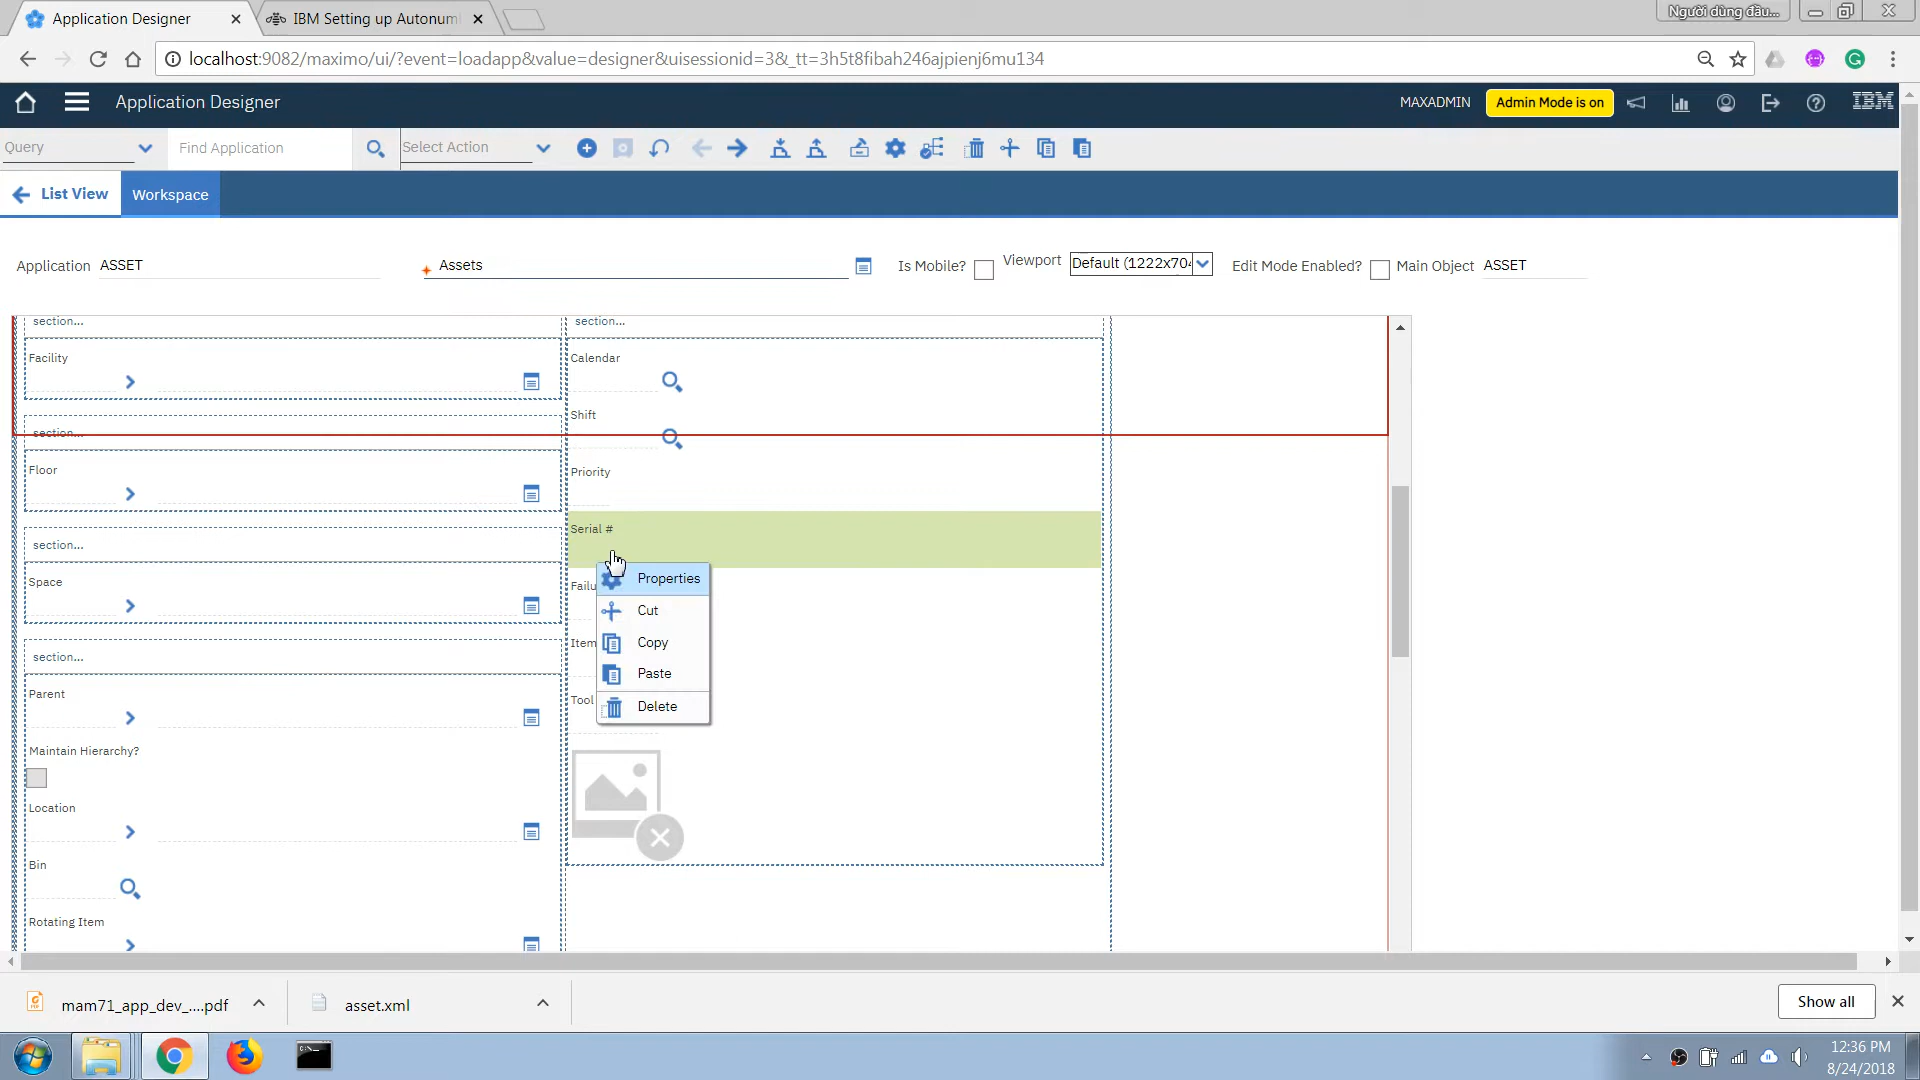 Application Designer
IBM Setting up Autonum
Người dùng đầu...
localhost:9082/maximo/ui/?event=loadapp&value=designer&uisessionid=3&_tt=3h5t8fibah246ajpienj6mu134
Application Designer
MAXADMIN
Admin Mode is on
IBM
Query
Find Application
Select Action
List View
Workspace
Application ASSET
Assets
Is Mobile?
Viewport
Default (1222x704
Edit Mode Enabled?
Main Object ASSET
section...
section...
Facility
Calendar
Shift
section...
Floor
Priority
Serial #
section...
Space
Properties
Failu
Cut
Item
Copy
section...
Paste
Parent
Tool
Delete
Maintain Hierarchy?
Location
Bin
Rotating Item
mam71_app_dev_....pdf
asset.xml
Show all
12:36 PM
8/24/2018